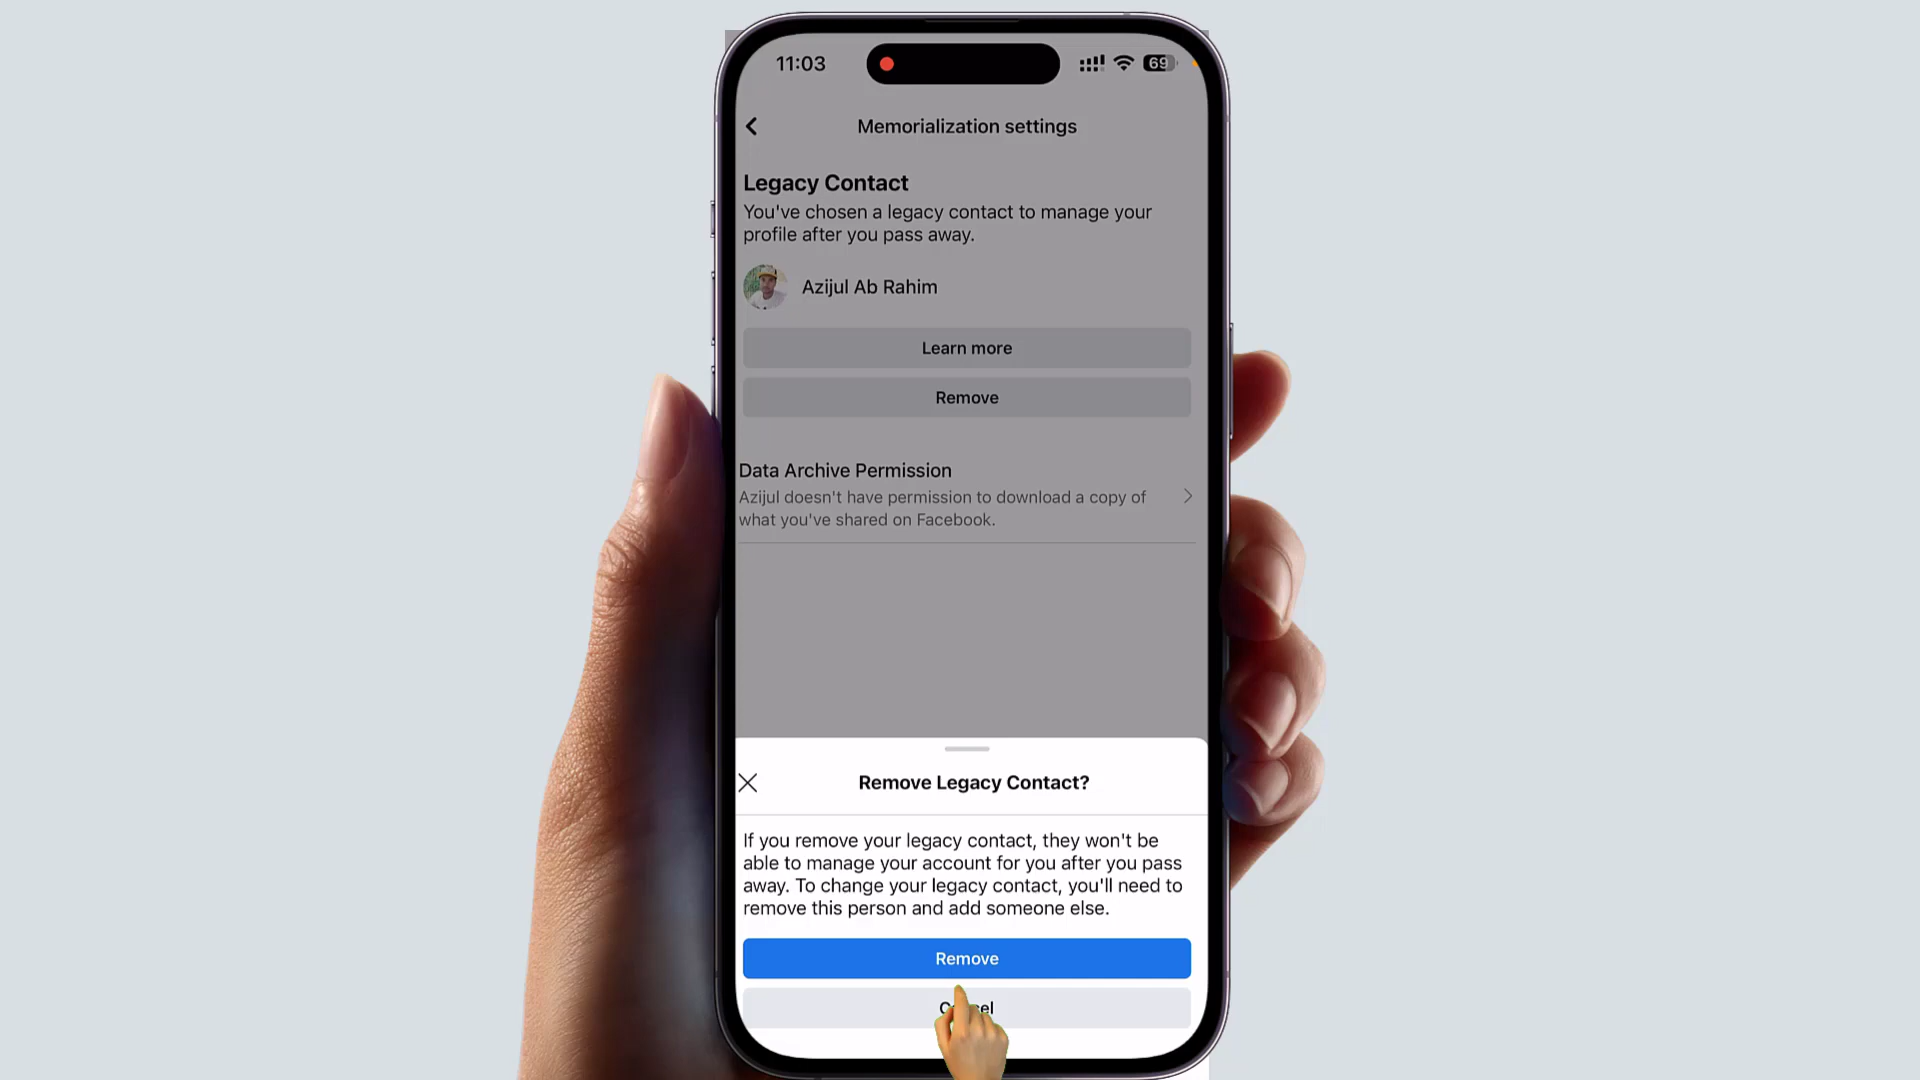 11:03
69
Memorialization settings
Legacy Contact
You've chosen a legacy contact to manage your
profile after you pass away.
Azijul Ab Rahim
Learn more
Remove
Data Archive Permission
Azijul doesn't have permission to download a copy of
what you've shared on Facebook.
Remove Legacy Contact?
If you remove your legacy contact, they won't be
able to manage your account for you after you pass
away. To change your legacy contact, you'll need to
remove this person and add someone else.
Remove